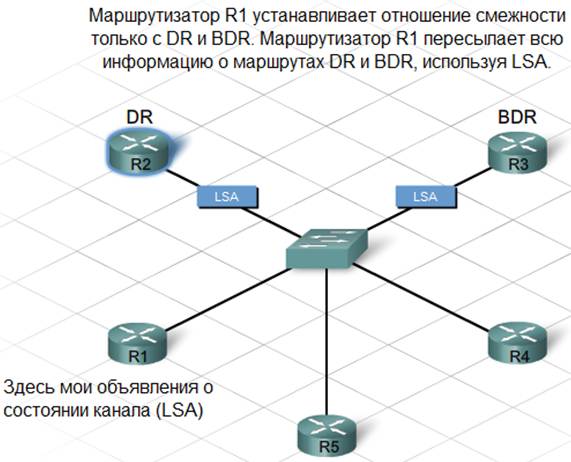 Маршрутизатор R1 устанавливает отношение смежности
только с DR и BDR. Маршрутизатор R1 пересылает всю
информацию о маршрутах DR и BDR, используя LSA.
DR
BDR
R2
R3
LSA
LSA
R1
R4
Здесь мои объявления о
состоянии канала (LSA)
R5